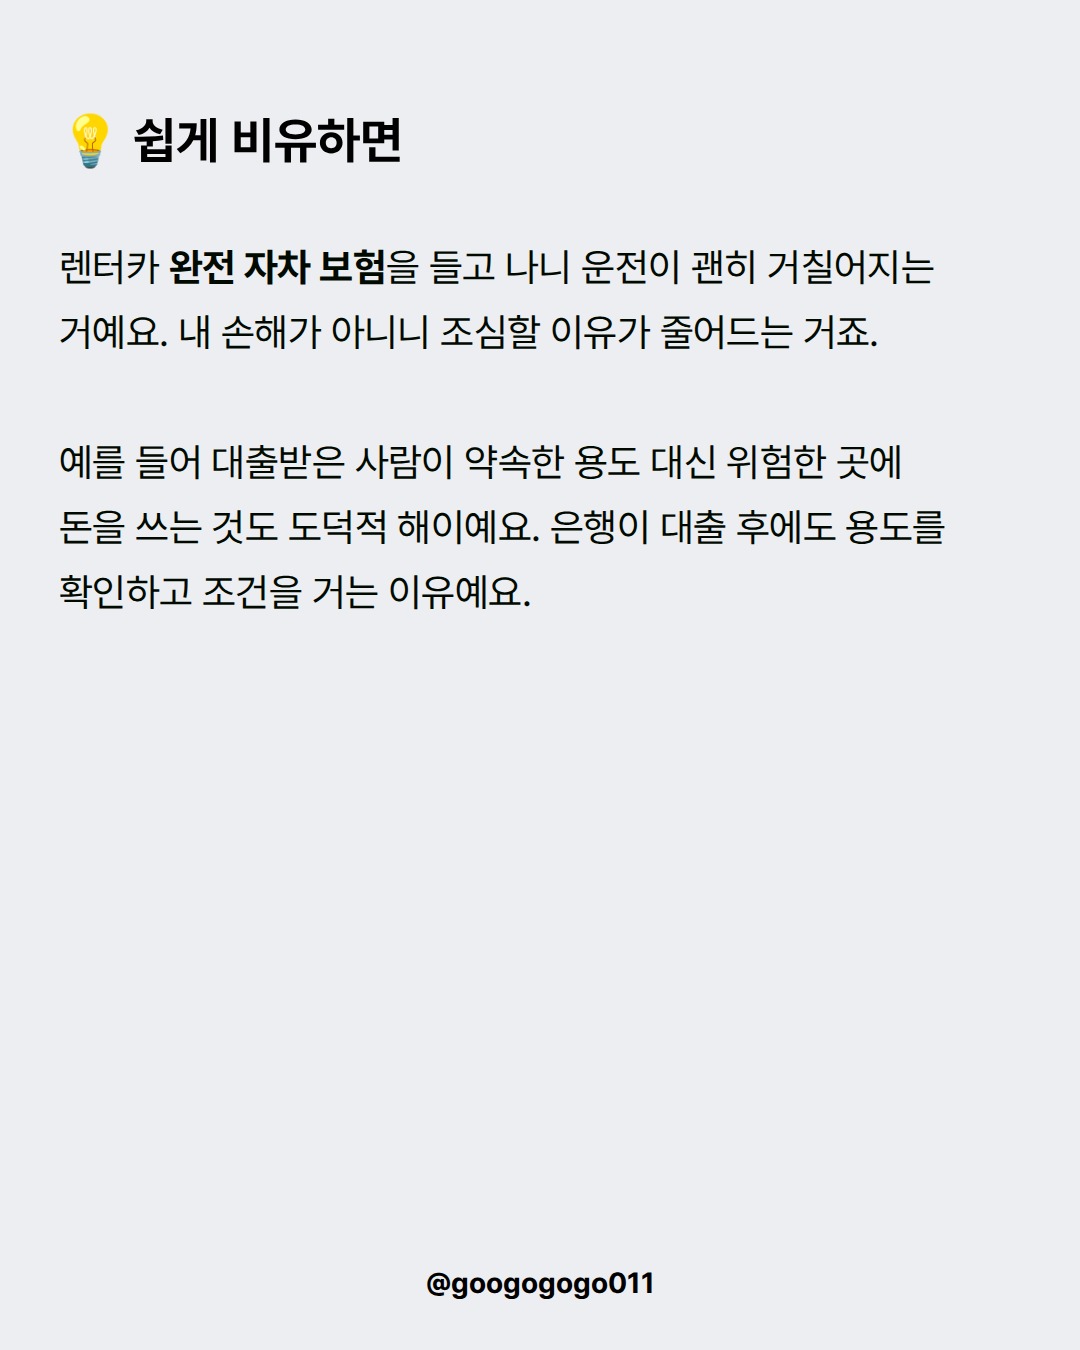 💡 쉽게 비유하면
렌터카 완전 자차 보험을 들고 나니 운전이 괜히 거칠어지는
거예요. 내 손해가 아니니 조심할 이유가 줄어드는 거죠.
예를 들어 대출받은 사람이 약속한 용도 대신 위험한 곳에
돈을 쓰는 것도 도덕적 해이예요. 은행이 대출 후에도 용도를
확인하고 조건을 거는 이유예요.
@googogogo011